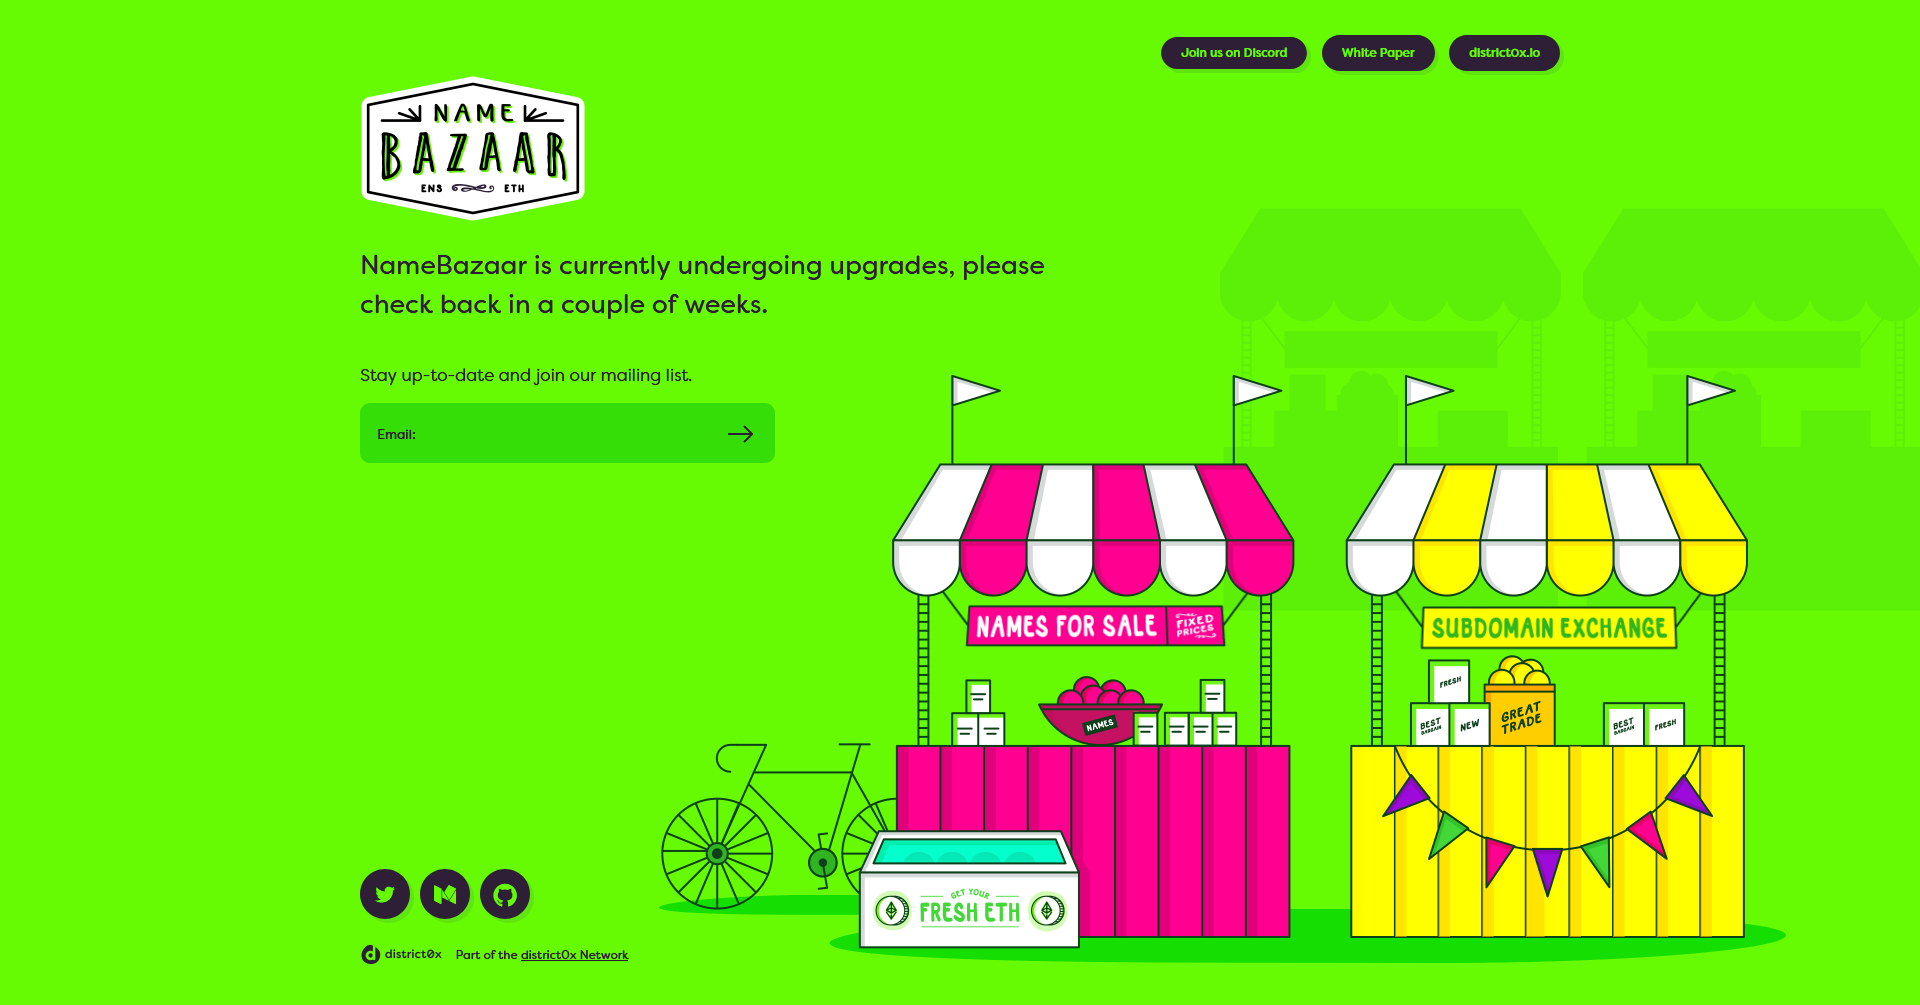 Join us on Discord
White Paper
district0x.io
NAME
BAZAAR
ENS ETH
NameBazaar is currently undergoing upgrades, please
check back in a couple of weeks.
Stay up-to-date and join our mailing list.
Email:
NAMES FOR SALE
FIXED
PRICES
SUBDOMAIN EXCHANGE
NAMES
FRESH
BEST
BARGAIN
NEW
GREAT
TRADE
BEST
BARGAIN
FRESH
GET YOUR
FRESH ETH
district0x
Part of the district0x Network